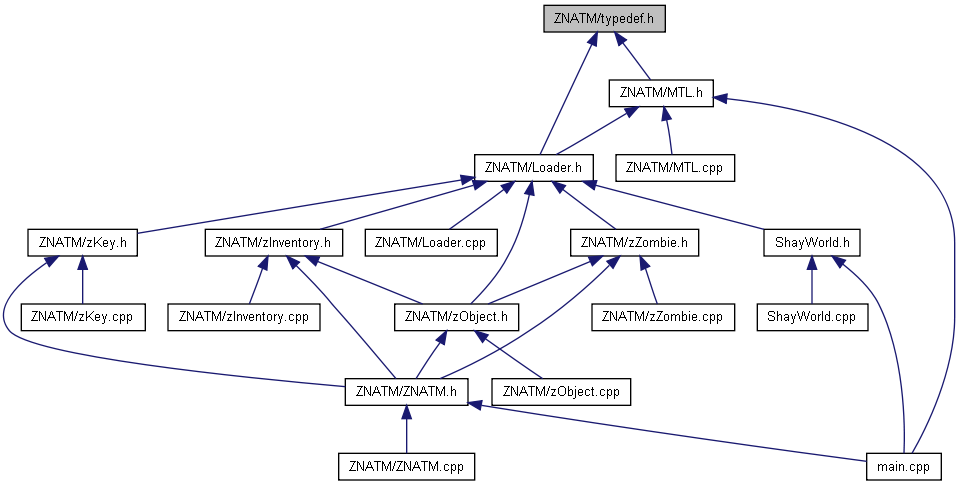 ZNATM/typedef.h
ZNATM/MTL.h
ZNATM/Loader.h
ZNATM/MTL.cpp
ZNATM/zKey.h
ZNATM/zInventory.h
ZNATM/Loader.cpp
ZNATM/zZombie.h
ShayWorld.h
ZNATM/zKey.cpp
ZNATM/zInventory.cpp
ZNATM/zObject.h
ZNATM/zZombie.cpp
ShayWorld.cpp
ZNATM/ZNATM.h
ZNATM/zObject.cpp
ZNATM/ZNATM.cpp
main.cpp